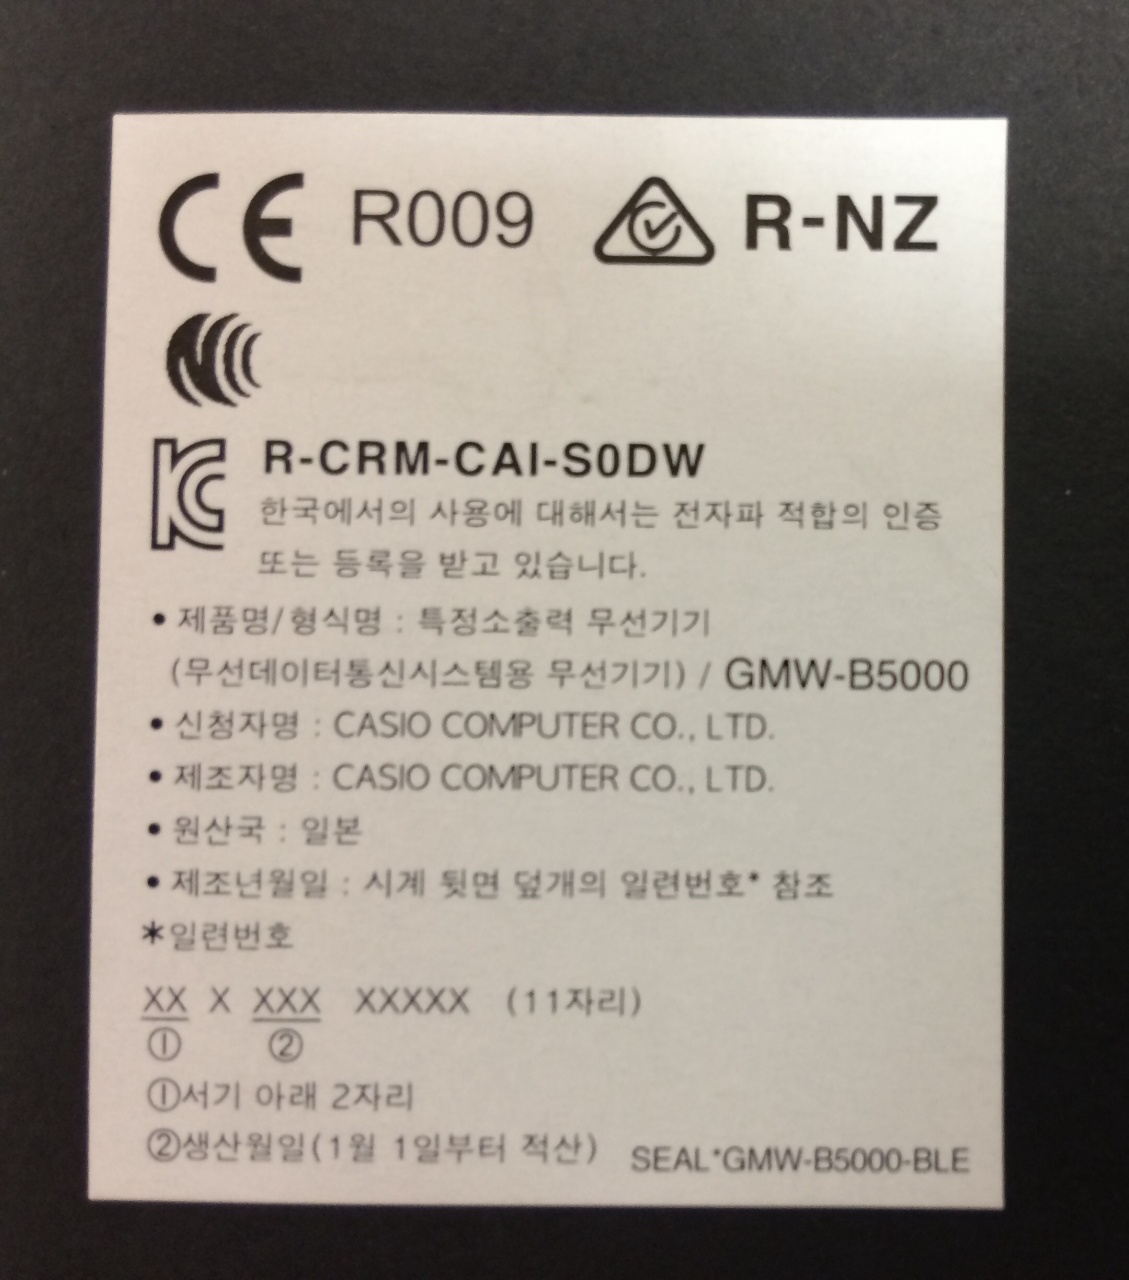 CE R009 R-NZ
NCC
KC R-CRM-CAI-S0DW
한국에서의 사용에 대해서는 전자파 적합의 인증
또는 등록을 받고 있습니다.
• 제품명/형식명 : 특정소출력 무선기기
(무선데이터통신시스템용 무선기기) / GMW-B5000
• 신청자명 : CASIO COMPUTER CO., LTD.
• 제조자명 : CASIO COMPUTER CO., LTD.
• 원산국 : 일본
• 제조년월일 : 시계 뒷면 덮개의 일련번호* 참조
*일련번호
XX X XXX XXXXX (11자리)
① ②
①서기 아래 2자리
②생산월일(1월 1일부터 적산)
SEAL*GMW-B5000-BLE